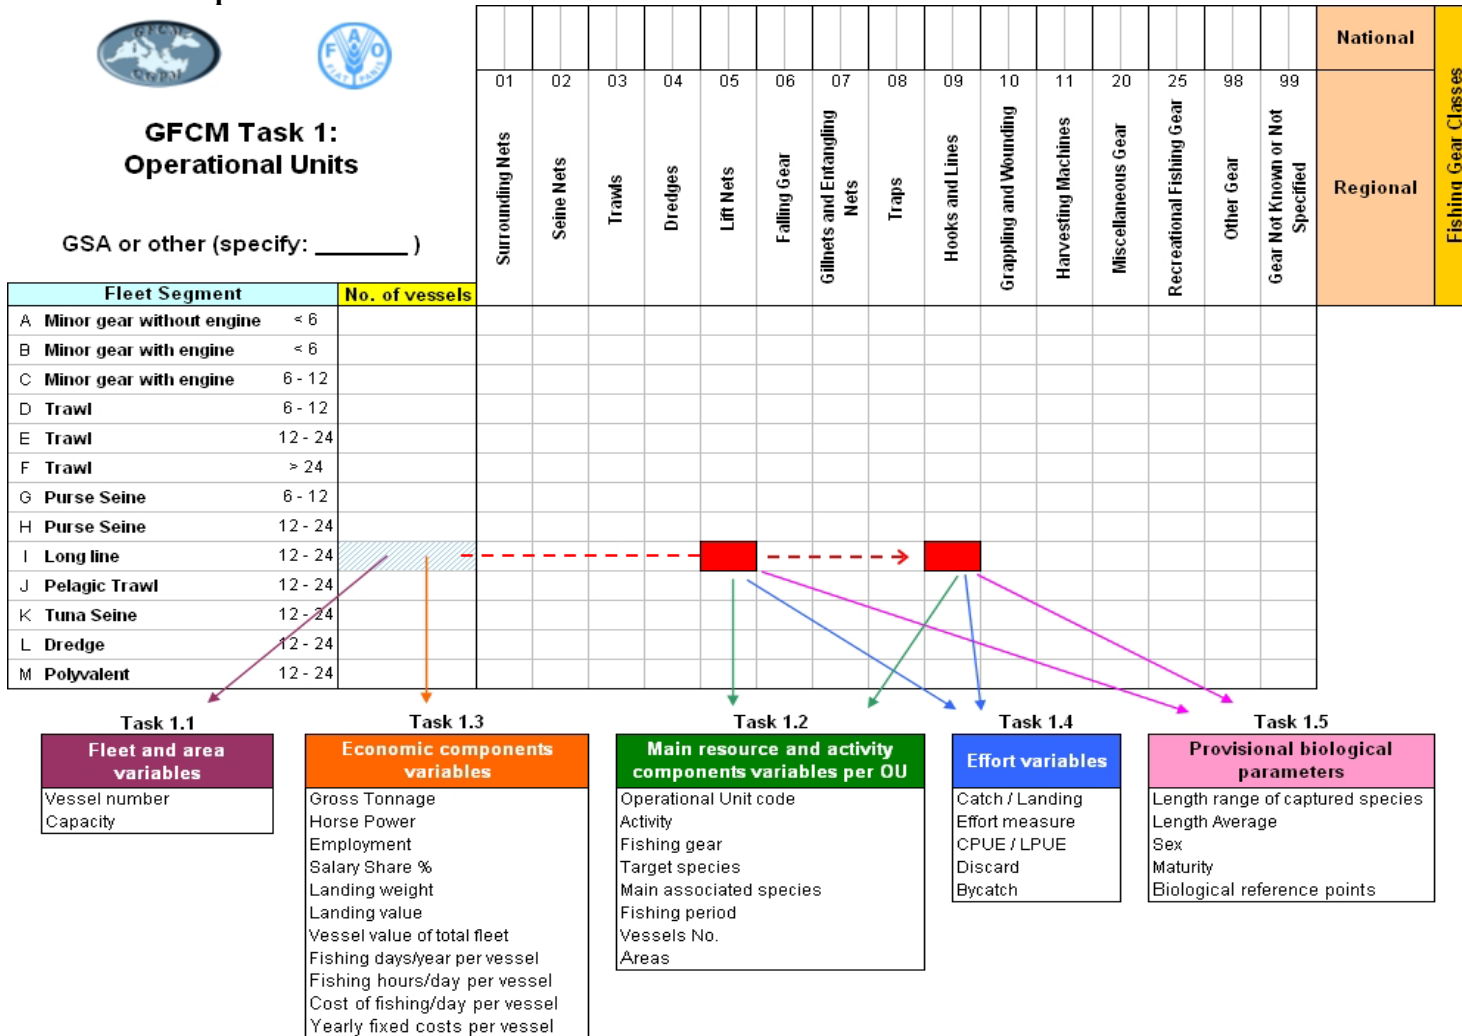 GFCM
CGPM
F A O
FIAT PANIS
GFCM Task 1:
Operational Units
GSA or other (specify: _______ )
National
01 02 03 04 05 06 07 08 09 10 11 20 25 98 99
Surrounding Nets
Seine Nets
Trawls
Dredges
Lift Nets
Falling Gear
Gillnets and Entangling
Nets
Traps
Hooks and Lines
Grappling and Wounding
Harvesting Machines
Miscellaneous Gear
Recreational Fishing Gear
Other Gear
Gear Not Known or Not
Specified
Regional
Fishing Gear Classes
Fleet Segment No. of vessels
A Minor gear without engine < 6
B Minor gear with engine < 6
C Minor gear with engine 6 - 12
D Trawl 6 - 12
E Trawl 12 - 24
F Trawl > 24
G Purse Seine 6 - 12
H Purse Seine 12 - 24
I Long line 12 - 24
J Pelagic Trawl 12 - 24
K Tuna Seine 12 - 24
L Dredge 12 - 24
M Polyvalent 12 - 24
Task 1.1
Fleet and area
variables
Vessel number
Capacity
Task 1.3
Economic components
variables
Gross Tonnage
Horse Power
Employment
Salary Share %
Landing weight
Landing value
Vessel value of total fleet
Fishing days/year per vessel
Fishing hours/day per vessel
Cost of fishing/day per vessel
Yearly fixed costs per vessel
Task 1.2
Main resource and activity
components variables per OU
Operational Unit code
Activity
Fishing gear
Target species
Main associated species
Fishing period
Vessels No.
Areas
Task 1.4
Effort variables
Catch / Landing
Effort measure
CPUE / LPUE
Discard
Bycatch
Task 1.5
Provisional biological
parameters
Length range of captured species
Length Average
Sex
Maturity
Biological reference points